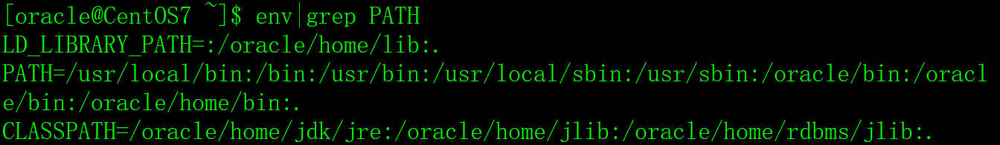 [oracle@CentOS7 ~]$ env|grep PATH
LD_LIBRARY_PATH=:/oracle/home/lib:.
PATH=/usr/local/bin:/bin:/usr/bin:/usr/local/sbin:/usr/sbin:/oracle/bin:/oracl
e/bin:/oracle/home/bin:.
CLASSPATH=/oracle/home/jdk/jre:/oracle/home/jlib:/oracle/home/rdbms/jlib:.